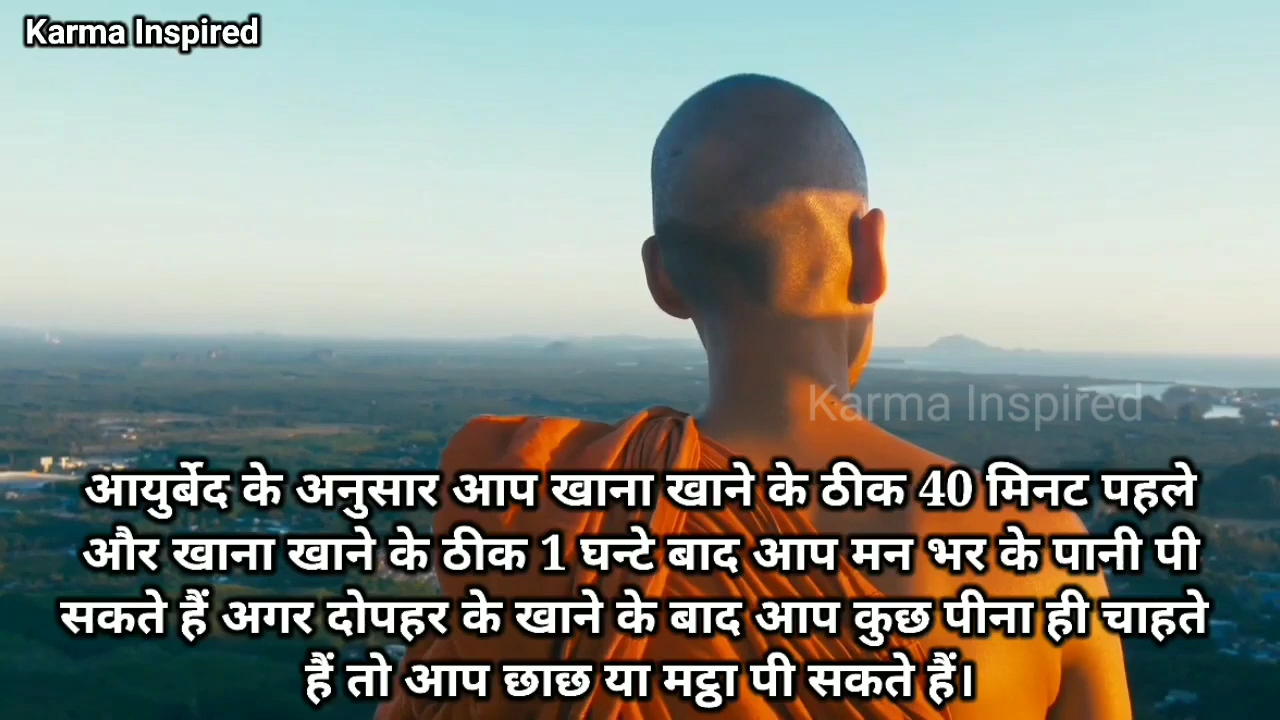 Karma Inspired
Karma Inspired
आयुर्बेद के अनुसार आप खाना खाने के ठीक 40 मिनट पहले
और खाना खाने के ठीक 1 घन्टे बाद आप मन भर के पानी पी
सकते हैं अगर दोपहर के खाने के बाद आप कुछ पीना ही चाहते
हैं तो आप छाछ या मट्ठा पी सकते हैं।